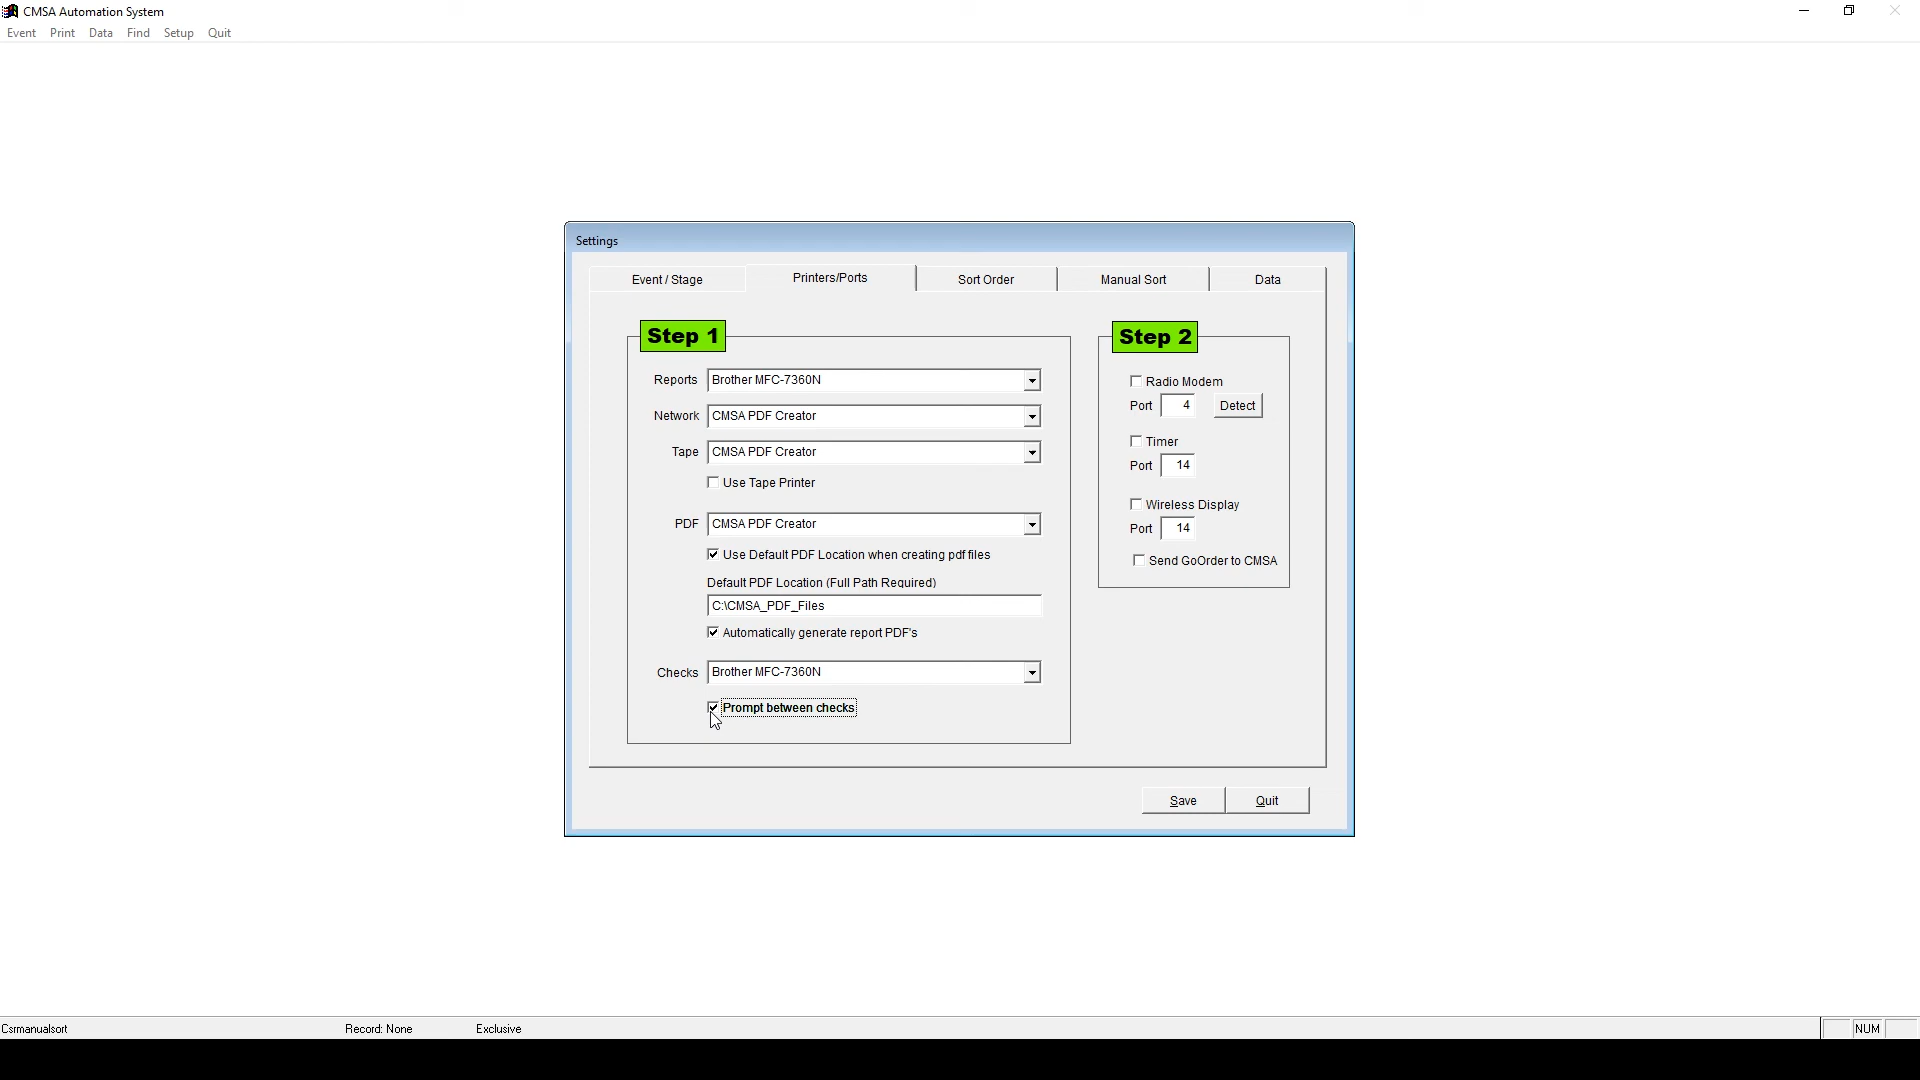 CMSA Automation System
Event Print Data Find Setup Quit
Settings
Event / Stage Printers/Ports Sort Order Manual Sort Data
Step 1
Reports Brother MFC-7360N
Network CMSA PDF Creator
Tape CMSA PDF Creator
Use Tape Printer
PDF CMSA PDF Creator
Use Default PDF Location when creating pdf files
Default PDF Location (Full Path Required)
C:\CMSA_PDF_Files
Automatically generate report PDF's
Checks Brother MFC-7360N
Prompt between checks
Step 2
Radio Modem
Port 4 Detect
Timer
Port 14
Wireless Display
Port 14
Send GoOrder to CMSA
Save Quit
Csrmanualsort Record: None Exclusive NUM